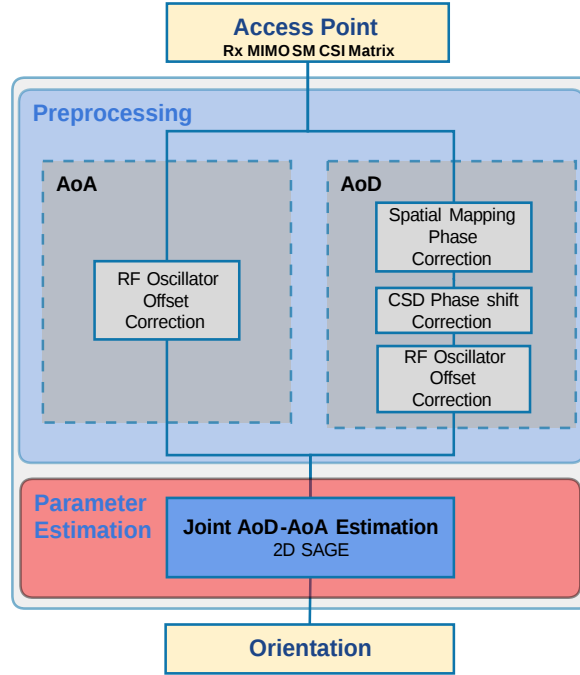 Access Point
Rx MIMO SM CSI Matrix
Preprocessing
AoA
RF Oscillator
Offset
Correction
AoD
Spatial Mapping
Phase
Correction
CSD Phase shift
Correction
RF Oscillator
Offset
Correction
Parameter
Estimation
Joint AoD-AoA Estimation
2D SAGE
Orientation